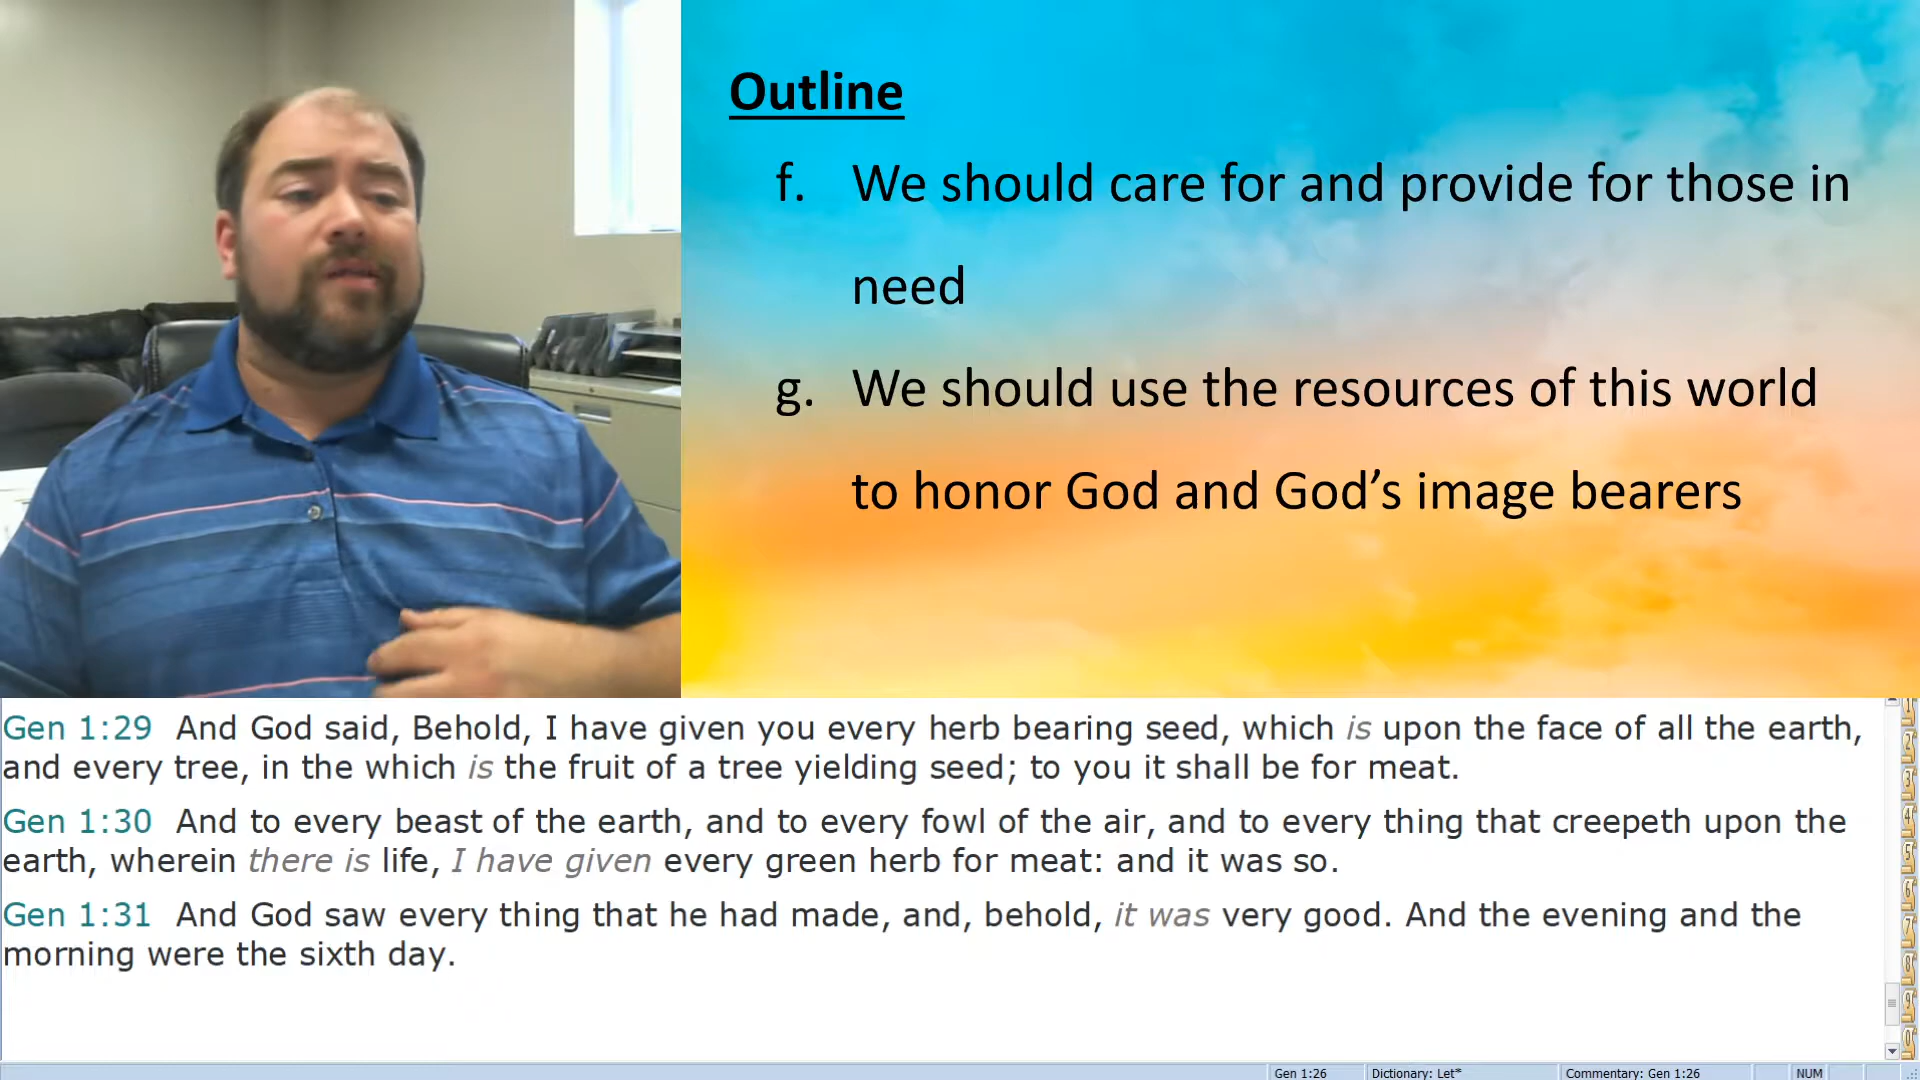 Outline
f. We should care for and provide for those in
need
g. We should use the resources of this world
to honor God and God’s image bearers
Gen 1:29 And God said, Behold, I have given you every herb bearing seed, which is upon the face of all the earth,
and every tree, in the which is the fruit of a tree yielding seed; to you it shall be for meat.
Gen 1:30 And to every beast of the earth, and to every fowl of the air, and to every thing that creepeth upon the
earth, wherein there is life, I have given every green herb for meat: and it was so.
Gen 1:31 And God saw every thing that he had made, and, behold, it was very good. And the evening and the
morning were the sixth day.
Gen 1:26 Dictionary: Let* Commentary: Gen 1:26 NUM